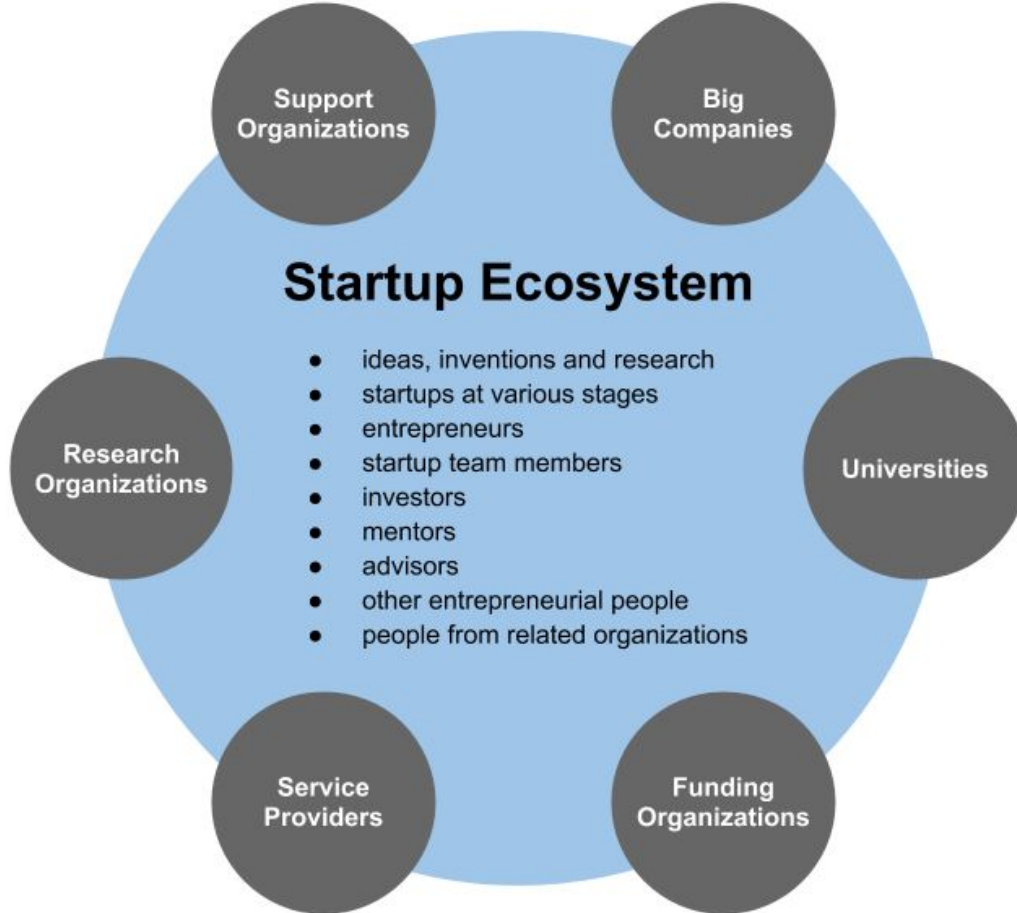 Support
Organizations
Big
Companies
Startup Ecosystem
● ideas, inventions and research
● startups at various stages
● entrepreneurs
● startup team members
● investors
● mentors
● advisors
● other entrepreneurial people
● people from related organizations
Research
Organizations
Universities
Service
Providers
Funding
Organizations